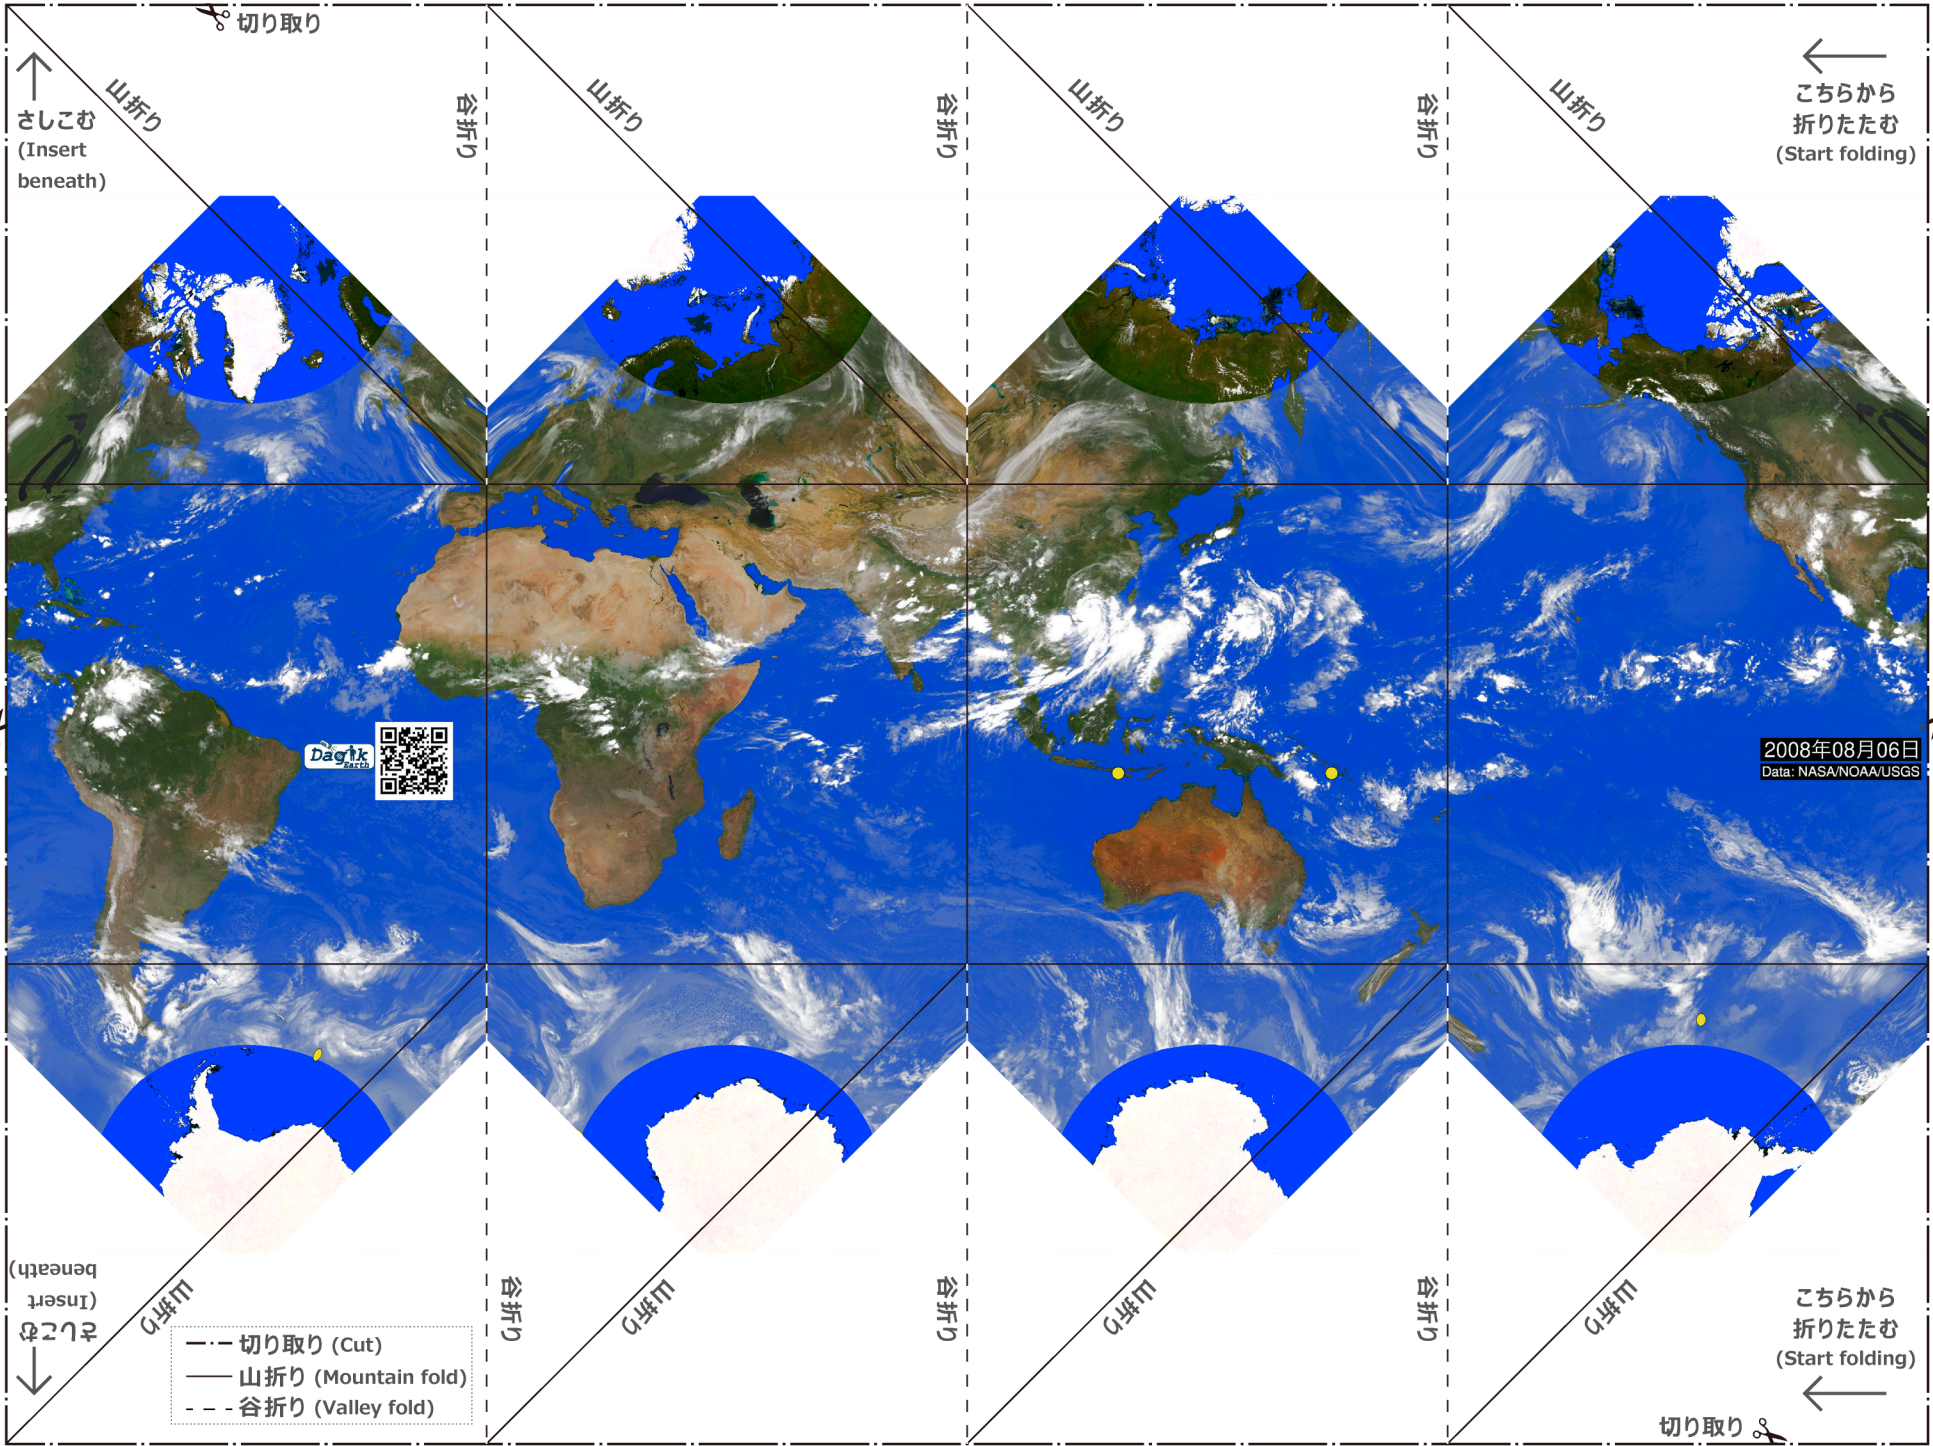 切り取り
山折り
谷折り
山折り
谷折り
山折り
谷折り
山折り
さしこむ
(Insert
beneath)
こちらから
折りたたむ
(Start folding)
Dagik
Earth
2008年08月06日
Data: NASA/NOAA/USGS
さしこむ
(Insert
beneath)
山折り
谷折り
山折り
谷折り
山折り
谷折り
山折り
こちらから
折りたたむ
(Start folding)
切り取り (Cut)
山折り (Mountain fold)
谷折り (Valley fold)
切り取り